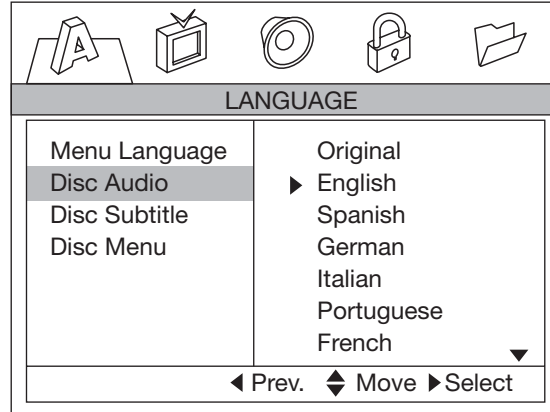 A
LANGUAGE
Menu Language
Disc Audio
Disc Subtitle
Disc Menu
Original
English
Spanish
German
Italian
Portuguese
French
Prev. Move Select